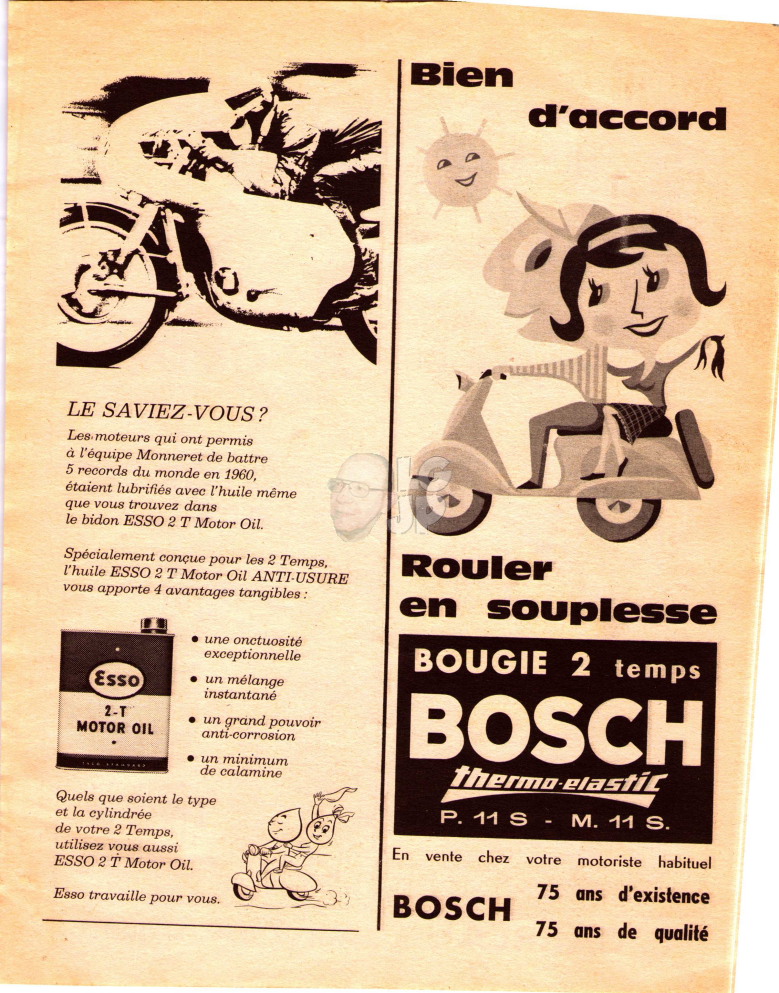 LE SAVIEZ-VOUS?
Les moteurs qui ont permis
à l'équipe Monneret de battre
5 records du monde en 1960,
étaient lubrifiés avec l'huile même
que vous trouvez dans
le bidon ESSO 2 T Motor Oil.
Spécialement conçue pour les 2 Temps,
l'huile ESSO 2 T Motor Oil ANTI-USURE
vous apporte 4 avantages tangibles :
• une onctuosité
exceptionnelle
• un mélange
instantané
• un grand pouvoir
anti-corrosion
• un minimum
de calamine
Esso
2-T
MOTOR OIL
ESSO STANDARD
Quels que soient le type
et la cylindrée
de votre 2 Temps,
utilisez vous aussi
ESSO 2 T Motor Oil.
Esso travaille pour vous.
Bien
d'accord
Rouler
en souplesse
BOUGIE 2 temps
BOSCH
thermo-elastic
P. 11 S - M. 11 S.
En vente chez votre motoriste habituel
BOSCH
75 ans d'existence
75 ans de qualité